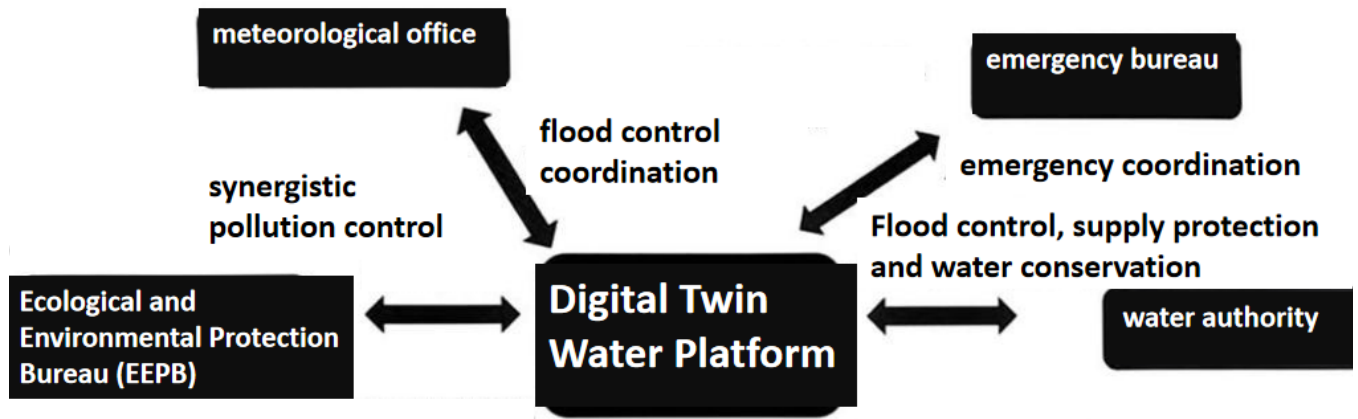 meteorological office
emergency bureau
flood control
coordination
emergency coordination
synergistic
pollution control
Flood control, supply protection
and water conservation
Ecological and
Environmental Protection
Bureau (EEPB)
Digital Twin
Water Platform
water authority